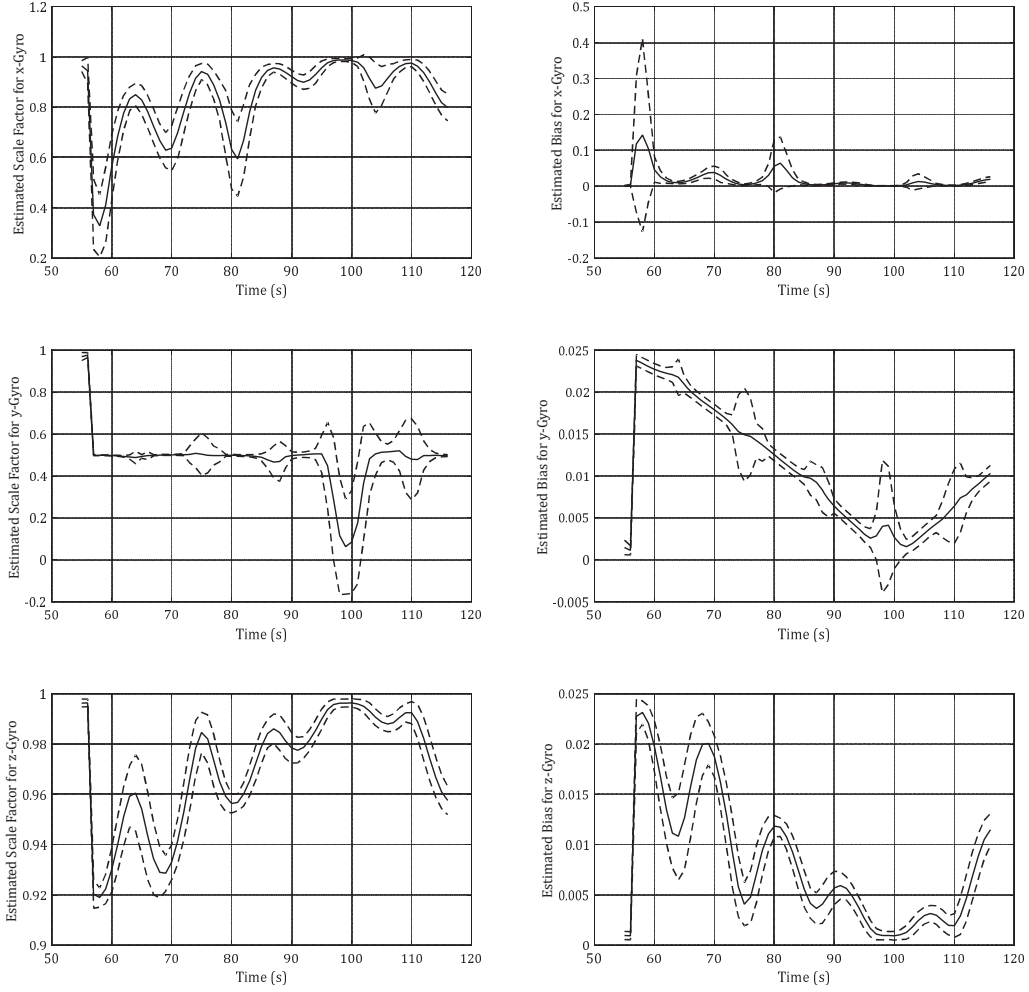 Estimated Scale Factor for x-Gyro
1.2
1
0.8
0.6
0.4
0.2
50 60 70 80 90 100 110 120
Time (s)
Estimated Bias for x-Gyro
0.5
0.4
0.3
0.2
0.1
0
-0.1
-0.2
50 60 70 80 90 100 110 120
Time (s)
Estimated Scale Factor for y-Gyro
1
0.8
0.6
0.4
0.2
0
-0.2
50 60 70 80 90 100 110 120
Time (s)
Estimated Bias for y-Gyro
0.025
0.02
0.015
0.01
0.005
0
-0.005
50 60 70 80 90 100 110 120
Time (s)
Estimated Scale Factor for z-Gyro
1
0.98
0.96
0.94
0.92
0.9
50 60 70 80 90 100 110 120
Time (s)
Estimated Bias for z-Gyro
0.025
0.02
0.015
0.01
0.005
0
50 60 70 80 90 100 110 120
Time (s)